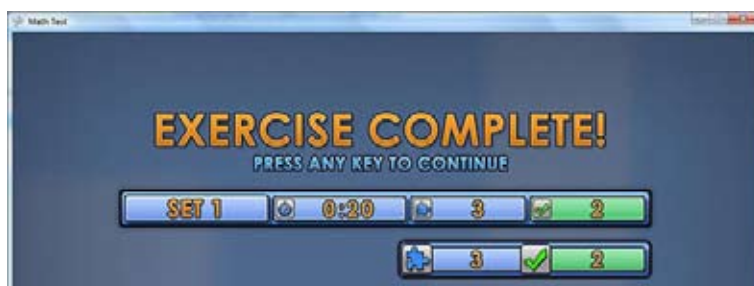 Math Test
EXERCISE COMPLETE!
PRESS ANY KEY TO CONTINUE
SET 1 0:20 3 2
3 2